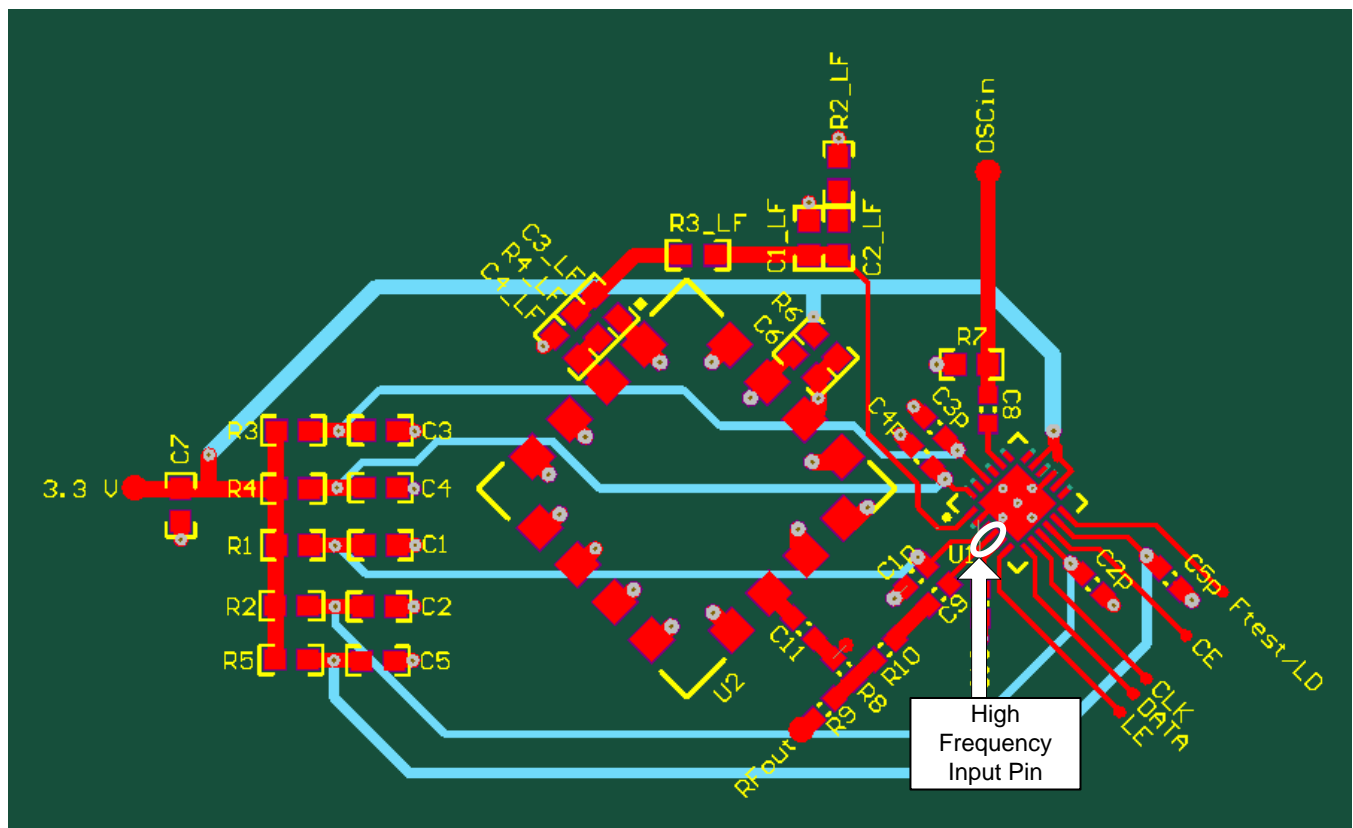 R2_LF
OSCin
R3_LF
C1_LF
C2_LF
C3_LF
R4_LF
C4_LF
R6
C6
R7
C8
C3p
C4p
C7
3.3 V
R3
C3
R4
C4
R1
C1
R2
C2
R5
C5
U1
C1p
C9
C2p
C5p
Ftest/LD
CE
CLK
DATA
LE
C11
R10
R8
R9
U2
RFout
High
Frequency
Input Pin